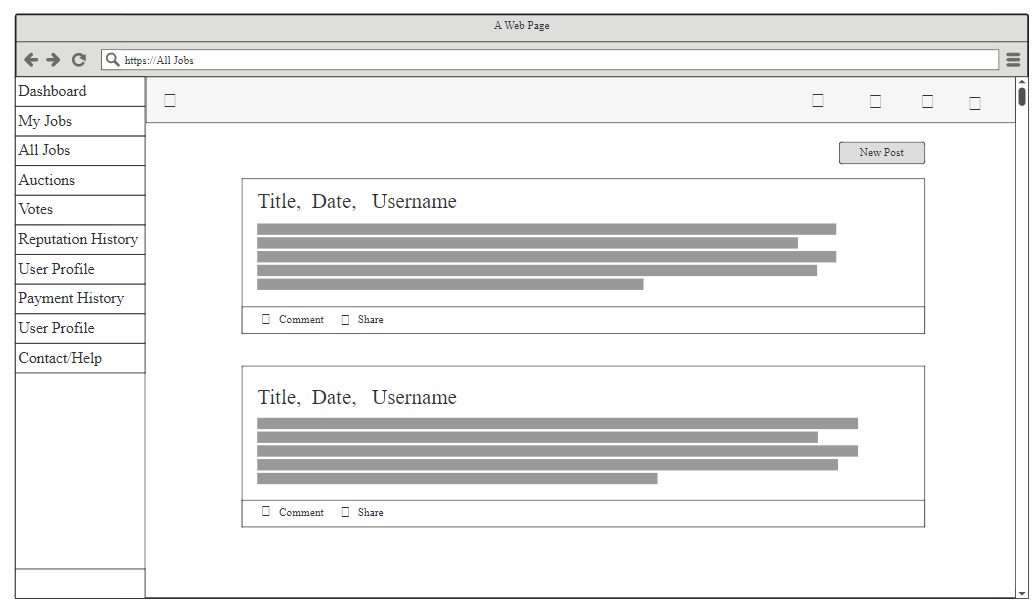 A Web Page
https://All Jobs
Dashboard
My Jobs
All Jobs
Auctions
Votes
Reputation History
User Profile
Payment History
User Profile
Contact/Help
New Post
Title, Date, Username
Comment Share
Title, Date, Username
Comment Share